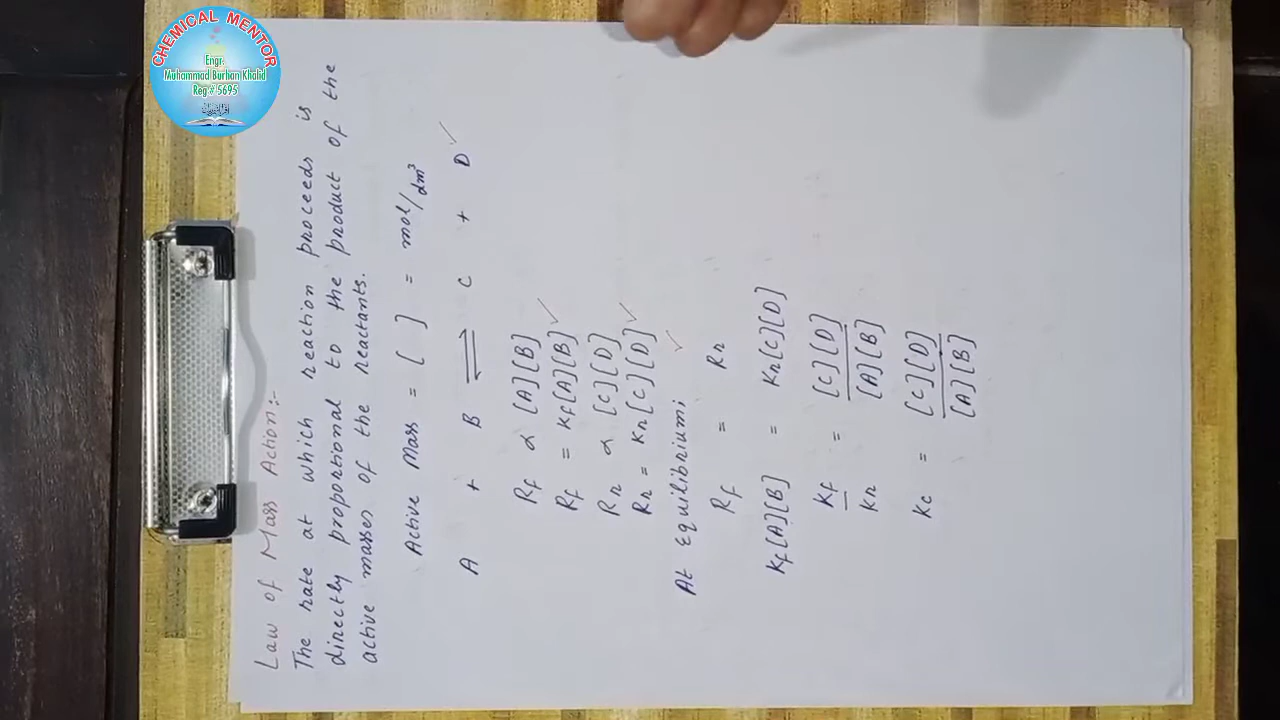 CHEMICAL MENTOR
Engr.
Muhammad Burhan Khalid
Reg # 5695
Law of Mass Action:-
The rate at which reaction proceeds is
directly proportional to the product of the
active masses of the reactants.
Active Mass = [ ] = mol/dm³
A + B ⇌ C + D ✓
Rf α [A][B]
Rf = Kf[A][B] ✓
Rr α [C][D]
Rr = Kr[C][D] ✓
At Equilibrium; ✓
Rf = Rr
Kf[A][B] = Kr[C][D]
Kf/Kr = [C][D]/[A][B]
Kc = [C][D]/[A][B]